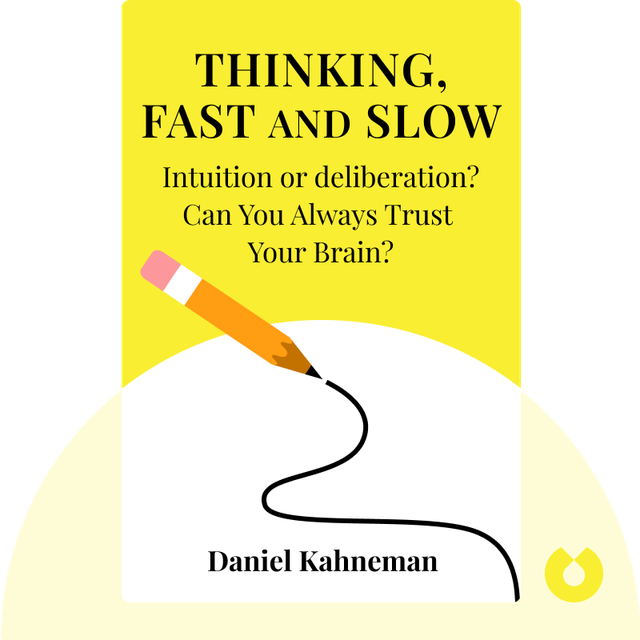 THINKING,
FAST AND SLOW
Intuition or deliberation?
Can You Always Trust
Your Brain?
Daniel Kahneman